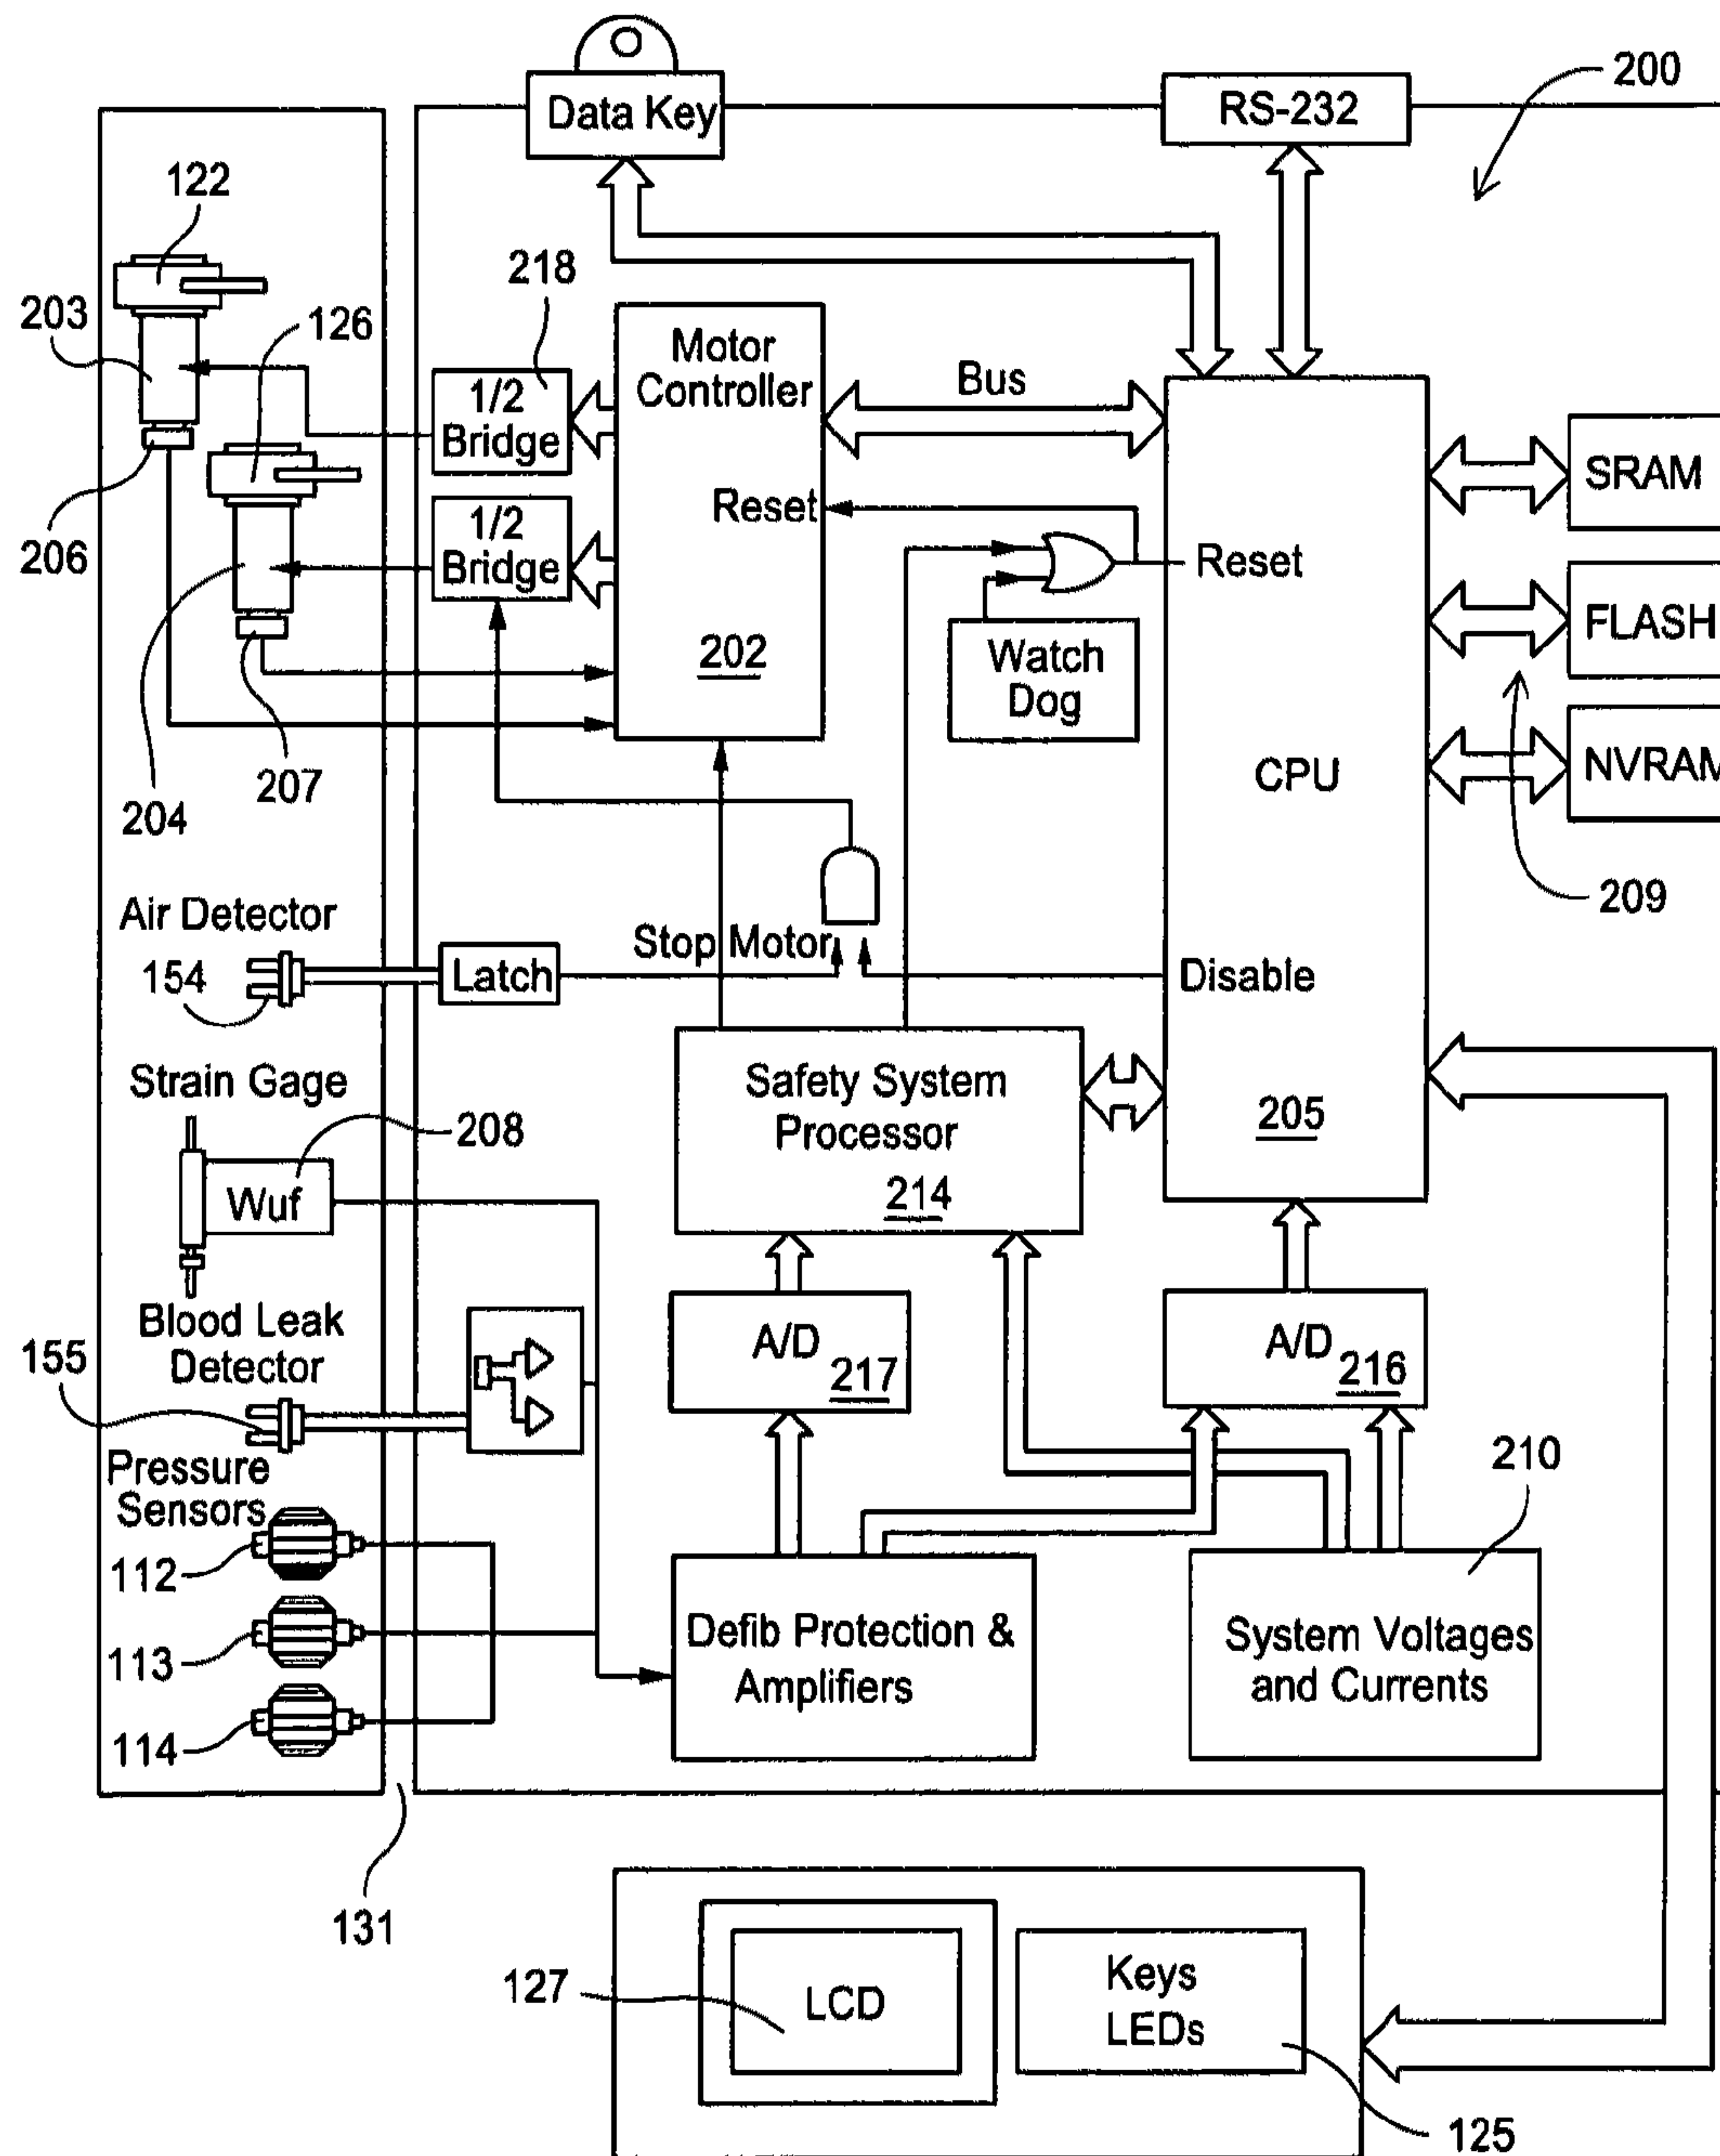 Data Key
RS-232
200
122
218
203
126
Motor
Controller
1/2
Bridge
Bus
SRAM
Reset
1/2
Bridge
206
Reset
FLASH
202
Watch
Dog
207
204
CPU
NVRAM
209
Air Detector
Stop Motor
154
Latch
Disable
Strain Gage
Safety System
Processor
208
205
Wuf
214
Blood Leak
Detector
155
A/D
217
A/D
216
Pressure
Sensors
210
112
Defib Protection &
Amplifiers
System Voltages
and Currents
113
114
131
127
LCD
Keys
LEDs
125